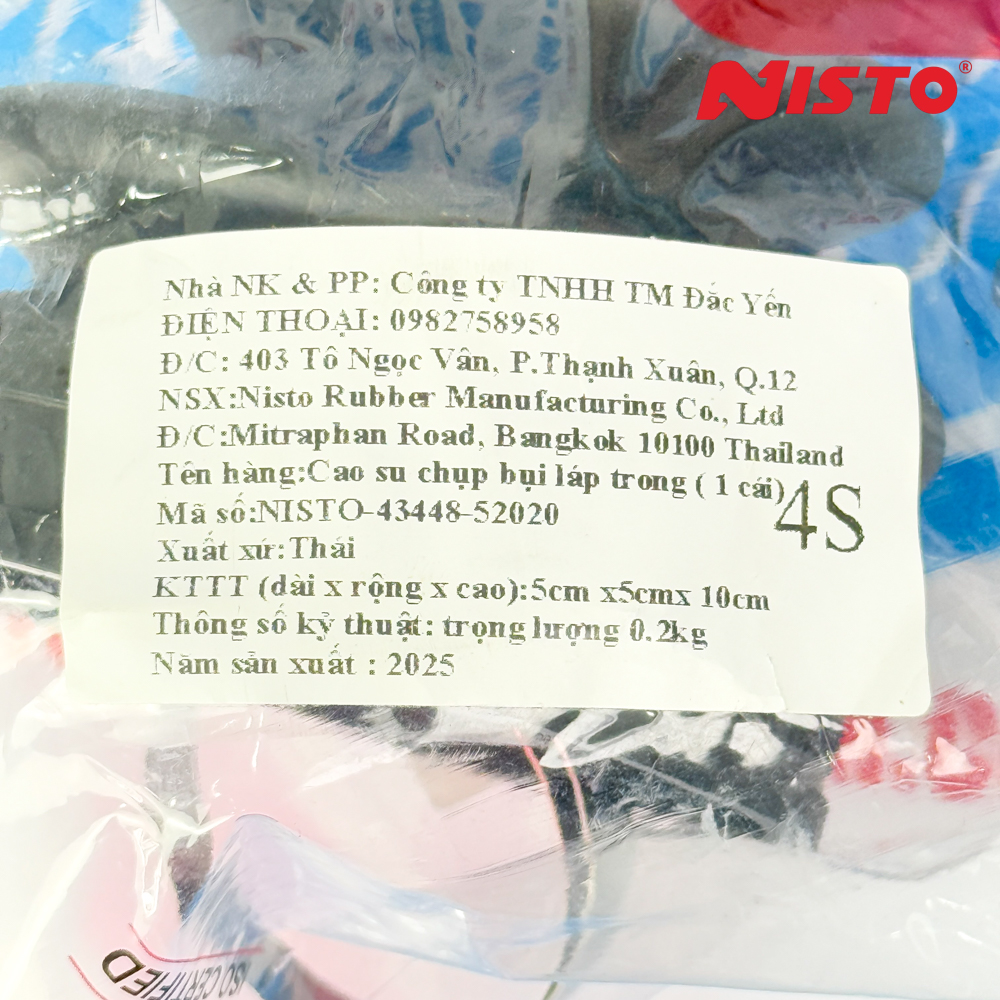 NISTO®
Nhà NK & PP: Công ty TNHH TM Đắc Yến
ĐIỆN THOẠI: 0982758958
Đ/C: 403 Tô Ngọc Vân, P.Thạnh Xuân, Q.12
NSX:Nisto Rubber Manufacturing Co., Ltd
Đ/C:Mitraphan Road, Bangkok 10100 Thailand
Tên hàng:Cao su chụp bụi láp trong ( 1 cái)
4S
Mã số:NISTO-43448-52020
Xuất xứ:Thái
KTTT (dài x rộng x cao):5cm x5cmx 10cm
Thông số kỷ thuật: trọng lượng 0.2kg
Năm sản xuất : 2025
ISO CERTIFIED